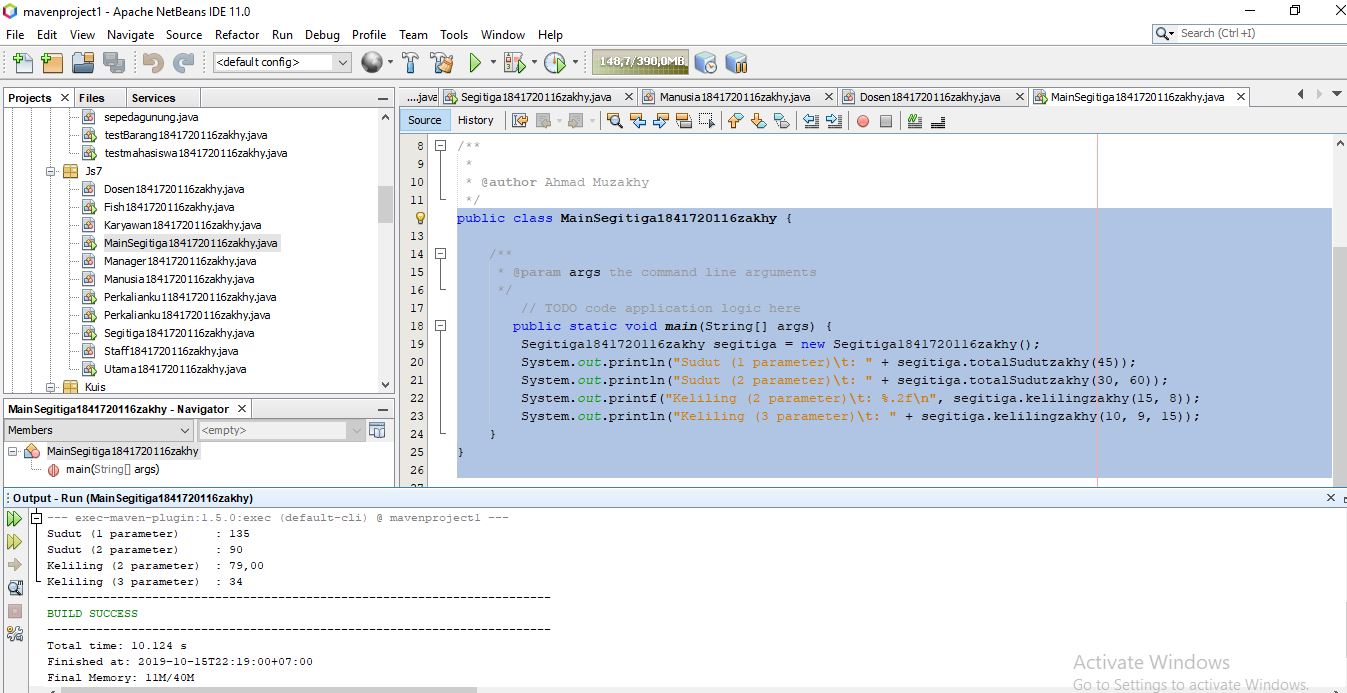 mavenproject1 - Apache NetBeans IDE 11.0
File Edit View Navigate Source Refactor Run Debug Profile Team Tools Window Help
Search (Ctrl+I)
<default config>
148,7/390,0MB
Projects Files Services
....java Segitiga1841720116zakhy.java Manusia1841720116zakhy.java Dosen1841720116zakhy.java MainSegitiga1841720116zakhy.java
Source History
sepedagunung.java
testBarang1841720116zakhy.java
testmahasiswa1841720116zakhy.java
Js7
Dosen1841720116zakhy.java
Fish1841720116zakhy.java
Karyawan1841720116zakhy.java
MainSegitiga1841720116zakhy.java
Manager1841720116zakhy.java
Manusia1841720116zakhy.java
Perkalianku11841720116zakhy.java
Perkalianku1841720116zakhy.java
Segitiga1841720116zakhy.java
Staff1841720116zakhy.java
Utama1841720116zakhy.java
Kuis
MainSegitiga1841720116zakhy - Navigator
Members <empty>
MainSegitiga1841720116zakhy
main(String[] args)
8 /**
9 *
10 * @author Ahmad Muzakhy
11 */
public class MainSegitiga1841720116zakhy {
13
14 /**
15 * @param args the command line arguments
16 */
17 // TODO code application logic here
18 public static void main(String[] args) {
19 Segitiga1841720116zakhy segitiga = new Segitiga1841720116zakhy();
20 System.out.println("Sudut (1 parameter)\t: " + segitiga.totalSudutzakhy(45));
21 System.out.println("Sudut (2 parameter)\t: " + segitiga.totalSudutzakhy(30, 60));
22 System.out.printf("Keliling (2 parameter)\t: %.2f\n", segitiga.kelilingzakhy(15, 8));
23 System.out.println("Keliling (3 parameter)\t: " + segitiga.kelilingzakhy(10, 9, 15));
24 }
25 }
26
27
Output - Run (MainSegitiga1841720116zakhy)
--- exec-maven-plugin:1.5.0:exec (default-cli) @ mavenproject1 ---
Sudut (1 parameter) : 135
Sudut (2 parameter) : 90
Keliling (2 parameter) : 79,00
Keliling (3 parameter) : 34
------------------------------------------------------------------------
BUILD SUCCESS
------------------------------------------------------------------------
Total time: 10.124 s
Finished at: 2019-10-15T22:19:00+07:00
Final Memory: 11M/40M
Activate Windows
Go to Settings to activate Windows.